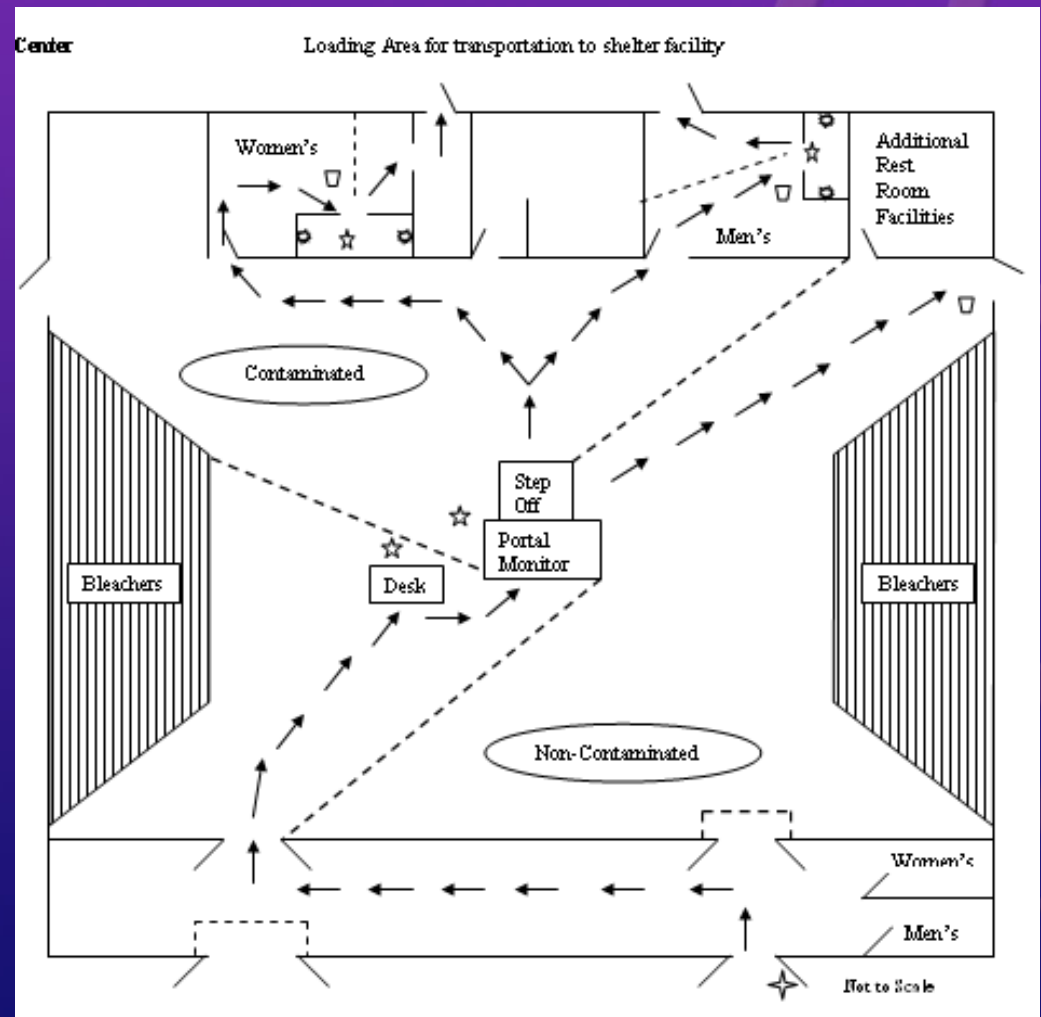 Center
Loading Area for transportation to shelter facility
Women's
Men's
Additional
Rest
Room
Facilities
Contaminated
Step
Off
Portal
Monitor
Desk
Bleachers
Bleachers
Non-Contaminated
Women's
Men's
Not to Scale